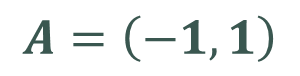 A = (−1, 1)